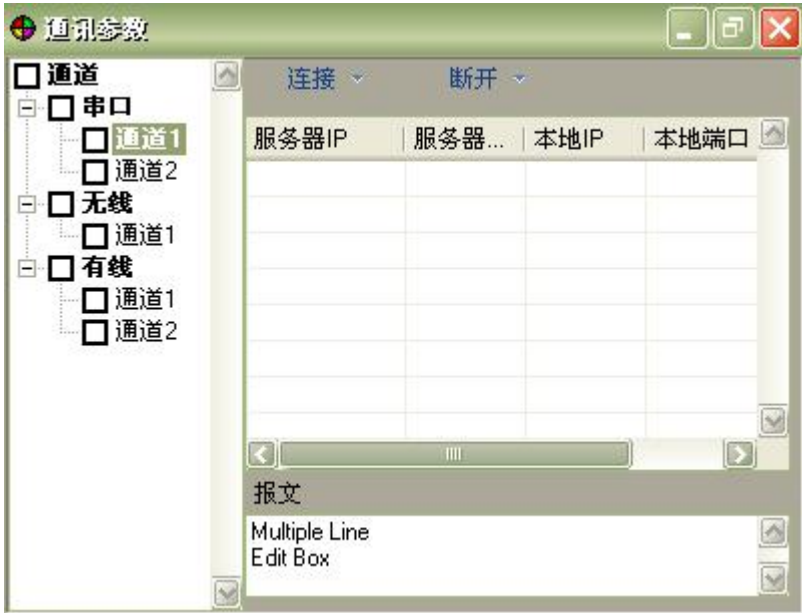 通讯参数
通道
串口
通道1
通道2
无线
通道1
有线
通道1
通道2
连接 断开
服务器IP 服务器... 本地IP 本地端口
报文
Multiple Line
Edit Box